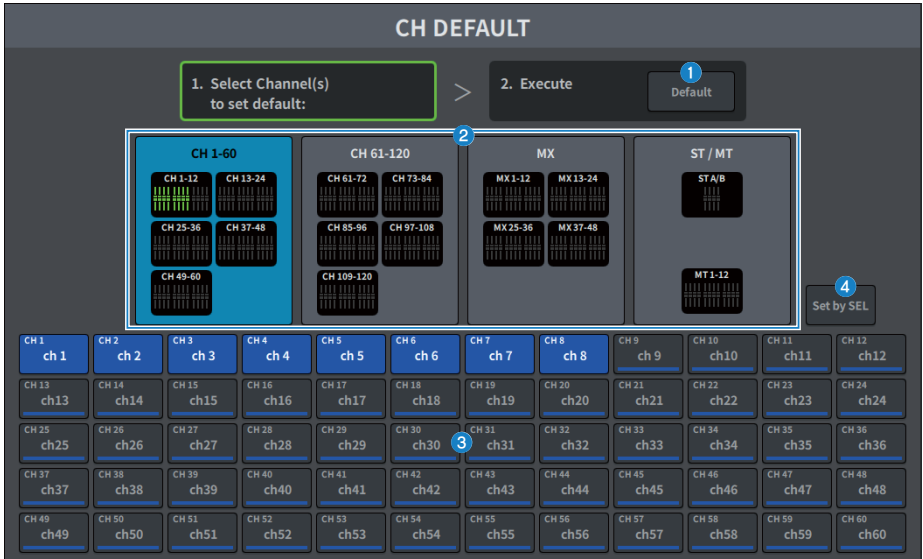 CH DEFAULT
1. Select Channel(s)
to set default:
>
2. Execute
1
Default
2
CH 1-60
CH 61-120
MX
ST / MT
CH 1-12
CH 13-24
CH 61-72
CH 73-84
MX 1-12
MX 13-24
ST A/B
CH 25-36
CH 37-48
CH 85-96
CH 97-108
MX 25-36
MX 37-48
CH 49-60
CH 109-120
MT 1-12
4
Set by SEL
CH 1
CH 2
CH 3
CH 4
CH 5
CH 6
CH 7
CH 8
CH 9
CH 10
CH 11
CH 12
ch 1
ch 2
ch 3
ch 4
ch 5
ch 6
ch 7
ch 8
ch 9
ch10
ch11
ch12
CH 13
CH 14
CH 15
CH 16
CH 17
CH 18
CH 19
CH 20
CH 21
CH 22
CH 23
CH 24
ch13
ch14
ch15
ch16
ch17
ch18
ch19
ch20
ch21
ch22
ch23
ch24
CH 25
CH 26
CH 27
CH 28
CH 29
CH 30
CH 31
CH 32
CH 33
CH 34
CH 35
CH 36
ch25
ch26
ch27
ch28
ch29
ch30
3
ch31
ch32
ch33
ch34
ch35
ch36
CH 37
CH 38
CH 39
CH 40
CH 41
CH 42
CH 43
CH 44
CH 45
CH 46
CH 47
CH 48
ch37
ch38
ch39
ch40
ch41
ch42
ch43
ch44
ch45
ch46
ch47
ch48
CH 49
CH 50
CH 51
CH 52
CH 53
CH 54
CH 55
CH 56
CH 57
CH 58
CH 59
CH 60
ch49
ch50
ch51
ch52
ch53
ch54
ch55
ch56
ch57
ch58
ch59
ch60